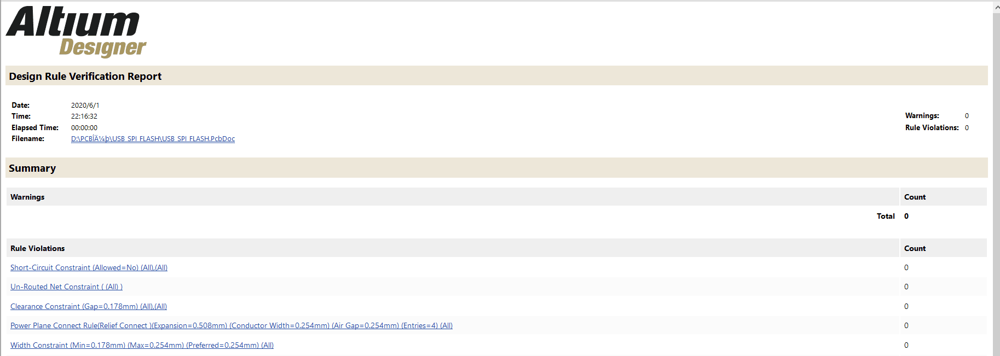 Altium
Designer
Design Rule Verification Report
Date: 2020/6/1
Time: 22:16:32
Elapsed Time: 00:00:00
Filename: D:\PCBÎÄ¼þ\USB_SPI_FLASH\USB_SPI_FLASH.PcbDoc
Warnings: 0
Rule Violations: 0
Summary
Warnings Count
Total 0
Rule Violations Count
Short-Circuit Constraint (Allowed=No) (All),(All) 0
Un-Routed Net Constraint ( (All) ) 0
Clearance Constraint (Gap=0.178mm) (All),(All) 0
Power Plane Connect Rule(Relief Connect )(Expansion=0.508mm) (Conductor Width=0.254mm) (Air Gap=0.254mm) (Entries=4) (All) 0
Width Constraint (Min=0.178mm) (Max=0.254mm) (Preferred=0.254mm) (All) 0